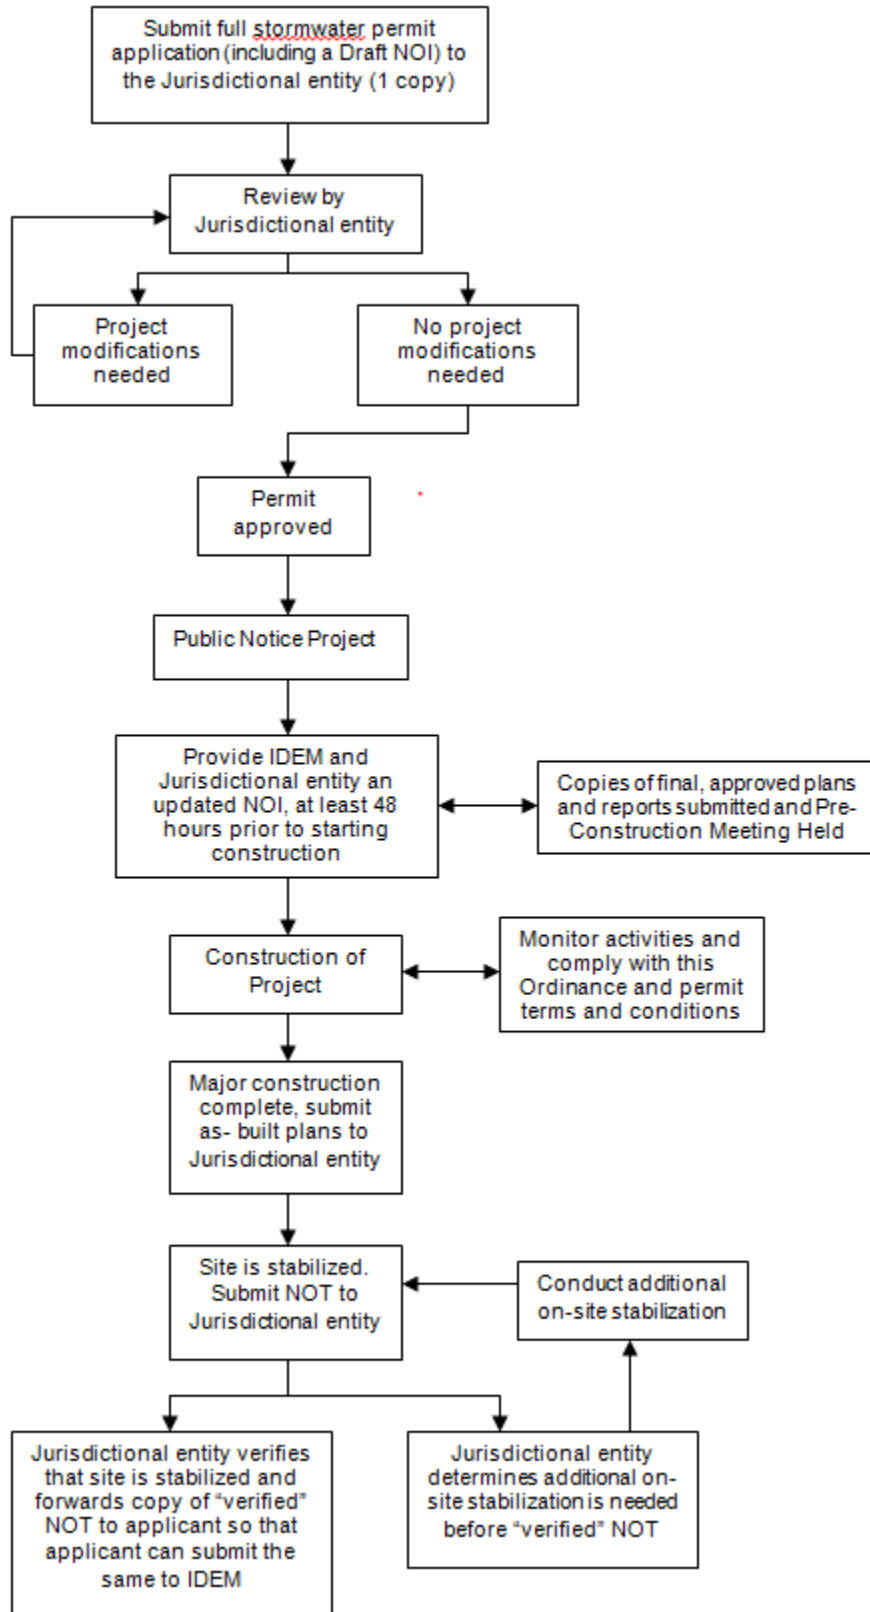 Submit full stormwater permit
application (including a Draft NOI) to
the Jurisdictional entity (1 copy)
Review by
Jurisdictional entity
Project
modifications
needed
No project
modifications
needed
Permit
approved
Public Notice Project
Provide IDEM and
Jurisdictional entity an
updated NOI, at least 48
hours prior to starting
construction
Copies of final, approved plans
and reports submitted and Pre-
Construction Meeting Held
Construction of
Project
Monitor activities and
comply with this
Ordinance and permit
terms and conditions
Major construction
complete, submit
as- built plans to
Jurisdictional entity
Site is stabilized.
Submit NOT to
Jurisdictional entity
Conduct additional
on-site stabilization
Jurisdictional entity verifies
that site is stabilized and
forwards copy of “verified”
NOT to applicant so that
applicant can submit the
same to IDEM
Jurisdictional entity
determines additional on-
site stabilization is needed
before “verified” NOT